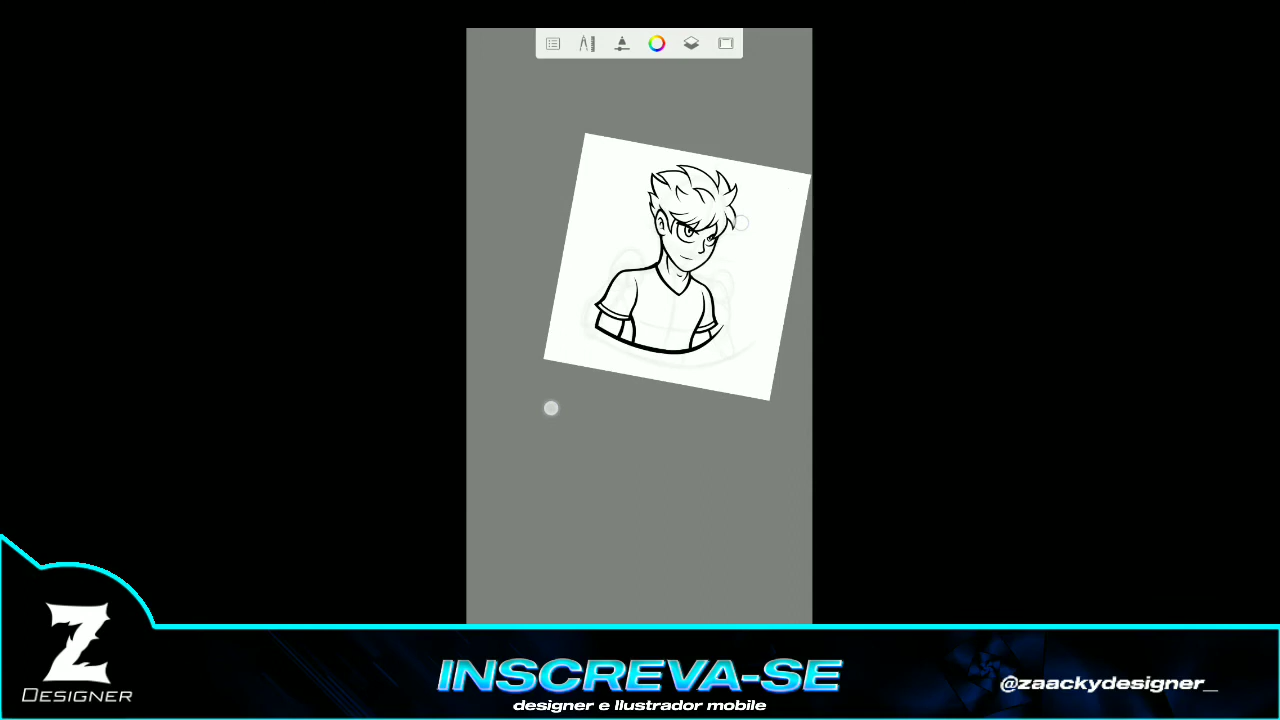 Z
DESIGNER
INSCREVA-SE
designer e Ilustrador mobile
@zaackydesigner_